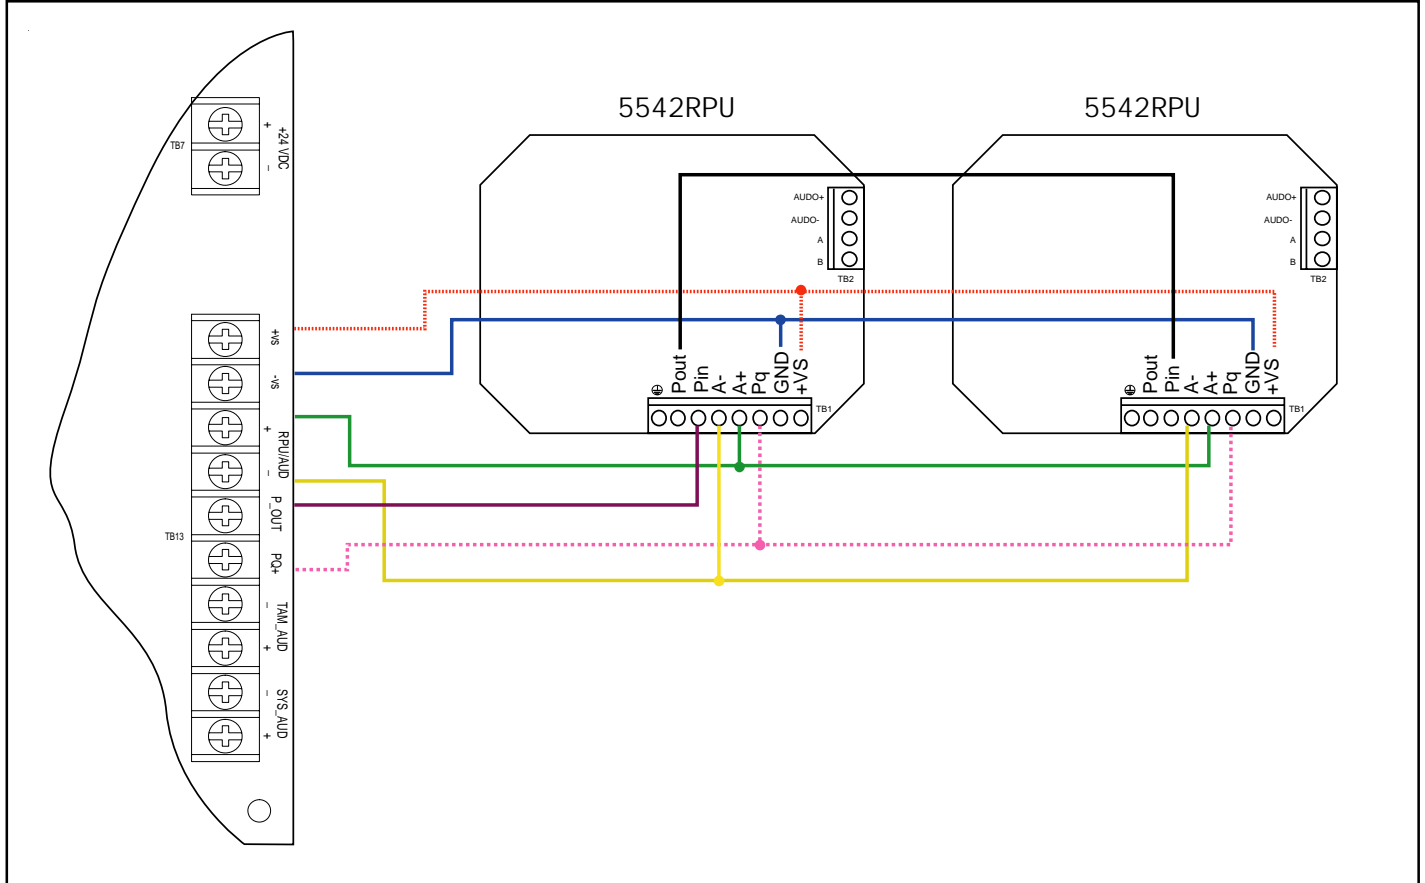 5542RPU
5542RPU
+
+24 VDC
TB7
–
AUDO+
AUDO-
A
B
TB2
AUDO+
AUDO-
A
B
TB2
+VS
-VS
+
RPU/AUD
–
P_OUT
TB13
PQ+
–
TAM_AUD
+
–
SYS_AUD
+
Pout
Pin
A-
A+
Pq
GND
+VS
TB1
Pout
Pin
A-
A+
Pq
GND
+VS
TB1